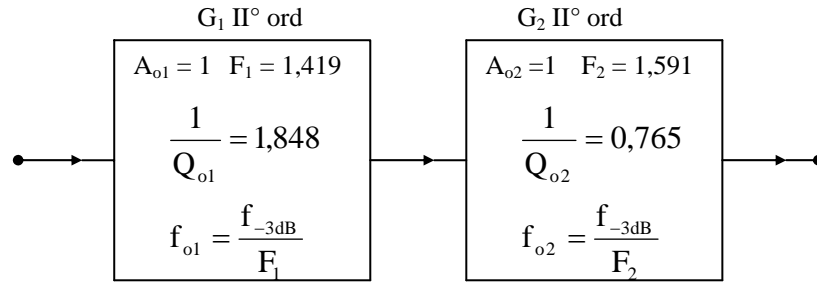 G₁ II° ord
A₀₁ = 1 F₁ = 1,419
1/Q₀₁ = 1,848
f₀₁ = f₋₃dB/F₁
G₂ II° ord
A₀₂ =1 F₂ = 1,591
1/Q₀₂ = 0,765
f₀₂ = f₋₃dB/F₂